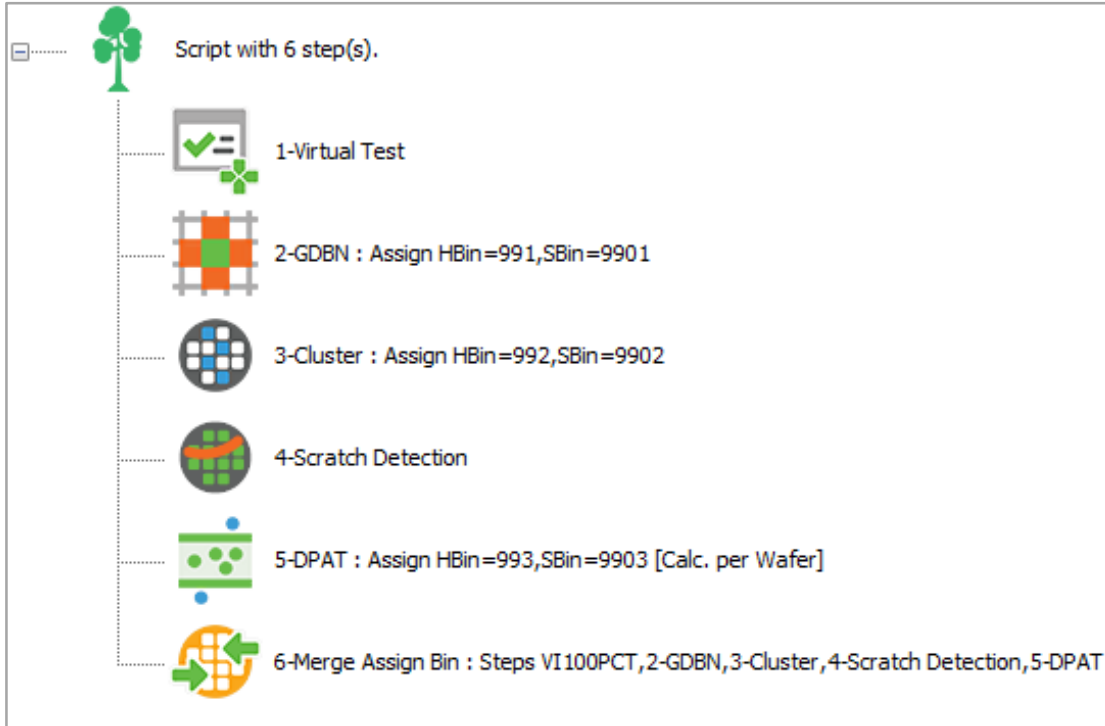 Script with 6 step(s).
1-Virtual Test
2-GDBN : Assign HBin=991,SBin=9901
3-Cluster : Assign HBin=992,SBin=9902
4-Scratch Detection
5-DPAT : Assign HBin=993,SBin=9903 [Calc. per Wafer]
6-Merge Assign Bin : Steps VI100PCT,2-GDBN,3-Cluster,4-Scratch Detection,5-DPAT